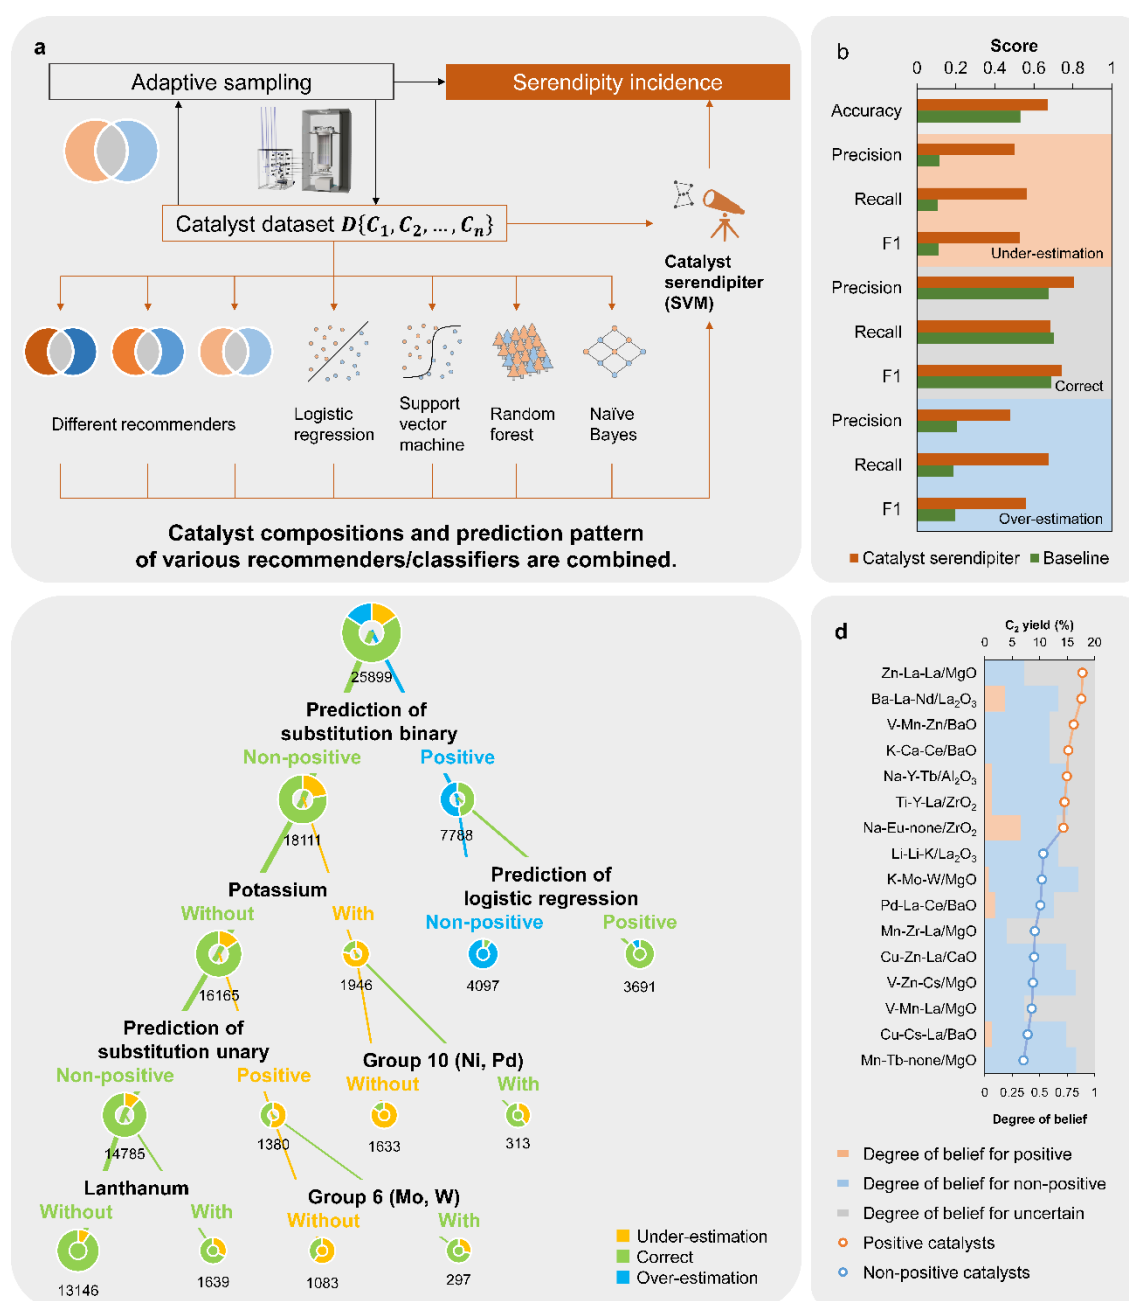 a
Adaptive sampling
Serendipity incidence
Catalyst dataset D{C₁, C₂, ..., Cₙ}
Catalyst
serendipiter
(SVM)
Different recommenders
Logistic
regression
Support
vector
machine
Random
forest
Naïve
Bayes
Catalyst compositions and prediction pattern
of various recommenders/classifiers are combined.
b
Score
0 0.2 0.4 0.6 0.8 1
Accuracy
Precision
Recall
F1
Under-estimation
Precision
Recall
F1
Correct
Precision
Recall
F1
Over-estimation
Catalyst serendipiter
Baseline
25899
Prediction of
substitution binary
Non-positive
Positive
18111
7788
Potassium
Prediction of
logistic regression
Without
With
Non-positive
Positive
16165
1946
4097
3691
Prediction of
substitution unary
Group 10 (Ni, Pd)
Non-positive
Positive
Without
With
14785
1380
1633
313
Lanthanum
Group 6 (Mo, W)
Without
With
Without
With
13146
1639
1083
297
Under-estimation
Correct
Over-estimation
d
C₂ yield (%)
0 5 10 15 20
Zn-La-La/MgO
Ba-La-Nd/La₂O₃
V-Mn-Zn/BaO
K-Ca-Ce/BaO
Na-Y-Tb/Al₂O₃
Ti-Y-La/ZrO₂
Na-Eu-none/ZrO₂
Li-Li-K/La₂O₃
K-Mo-W/MgO
Pd-La-Ce/BaO
Mn-Zr-La/MgO
Cu-Zn-La/CaO
V-Zn-Cs/MgO
V-Mn-La/MgO
Cu-Cs-La/BaO
Mn-Tb-none/MgO
0 0.25 0.5 0.75 1
Degree of belief
Degree of belief for positive
Degree of belief for non-positive
Degree of belief for uncertain
Positive catalysts
Non-positive catalysts